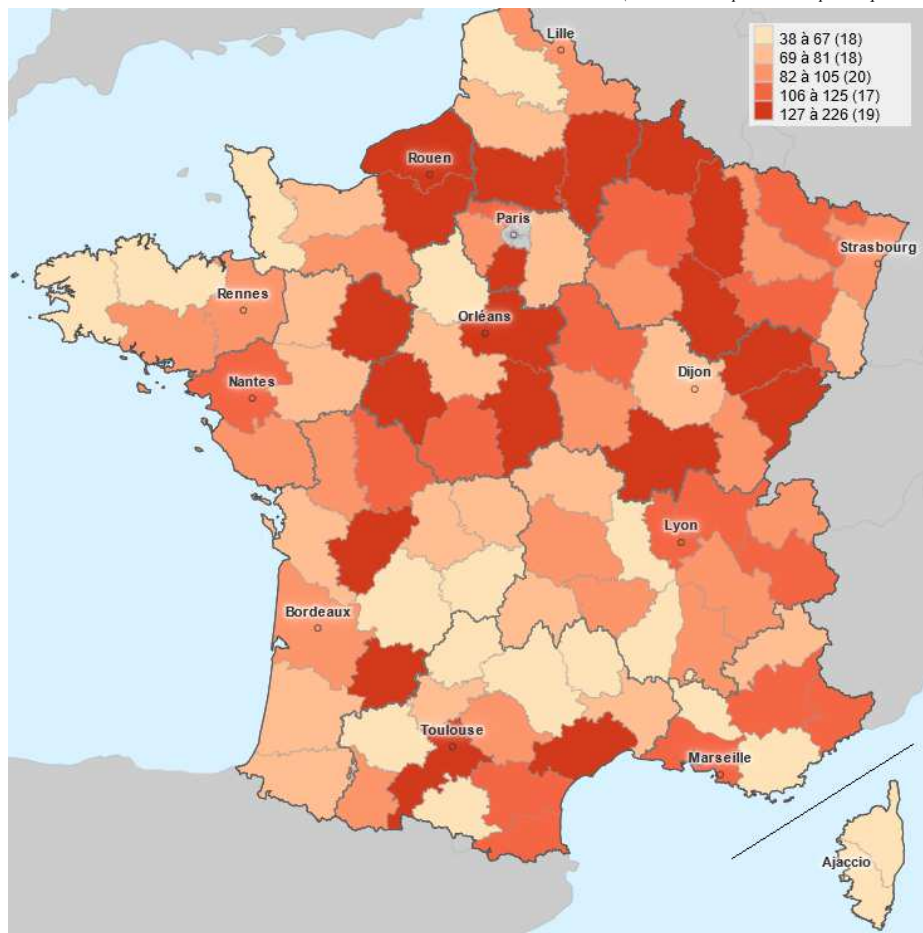 Lille
38 à 67 (18)
69 à 81 (18)
82 à 105 (20)
106 à 125 (17)
127 à 226 (19)
Rouen
Paris
Strasbourg
Rennes
Orléans
Nantes
Dijon
Lyon
Bordeaux
Toulouse
Marseille
Ajaccio